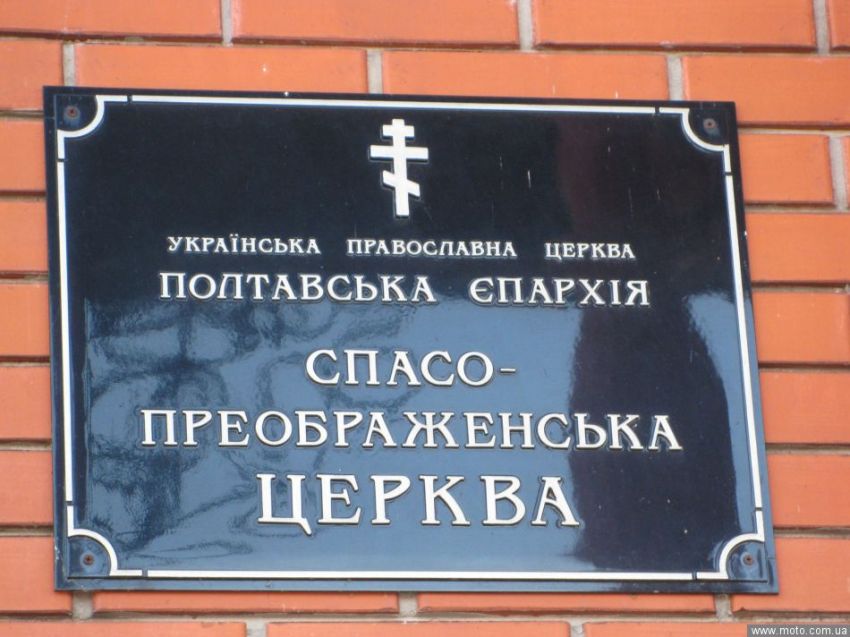 УКРАЇНСЬКА ПРАВОСЛАВНА ЦЕРКВА
ПОЛТАВСЬКА ЄПАРХІЯ
СПАСО-
ПРЕОБРАЖЕНСЬКА
ЦЕРКВА
www.moto.com.ua